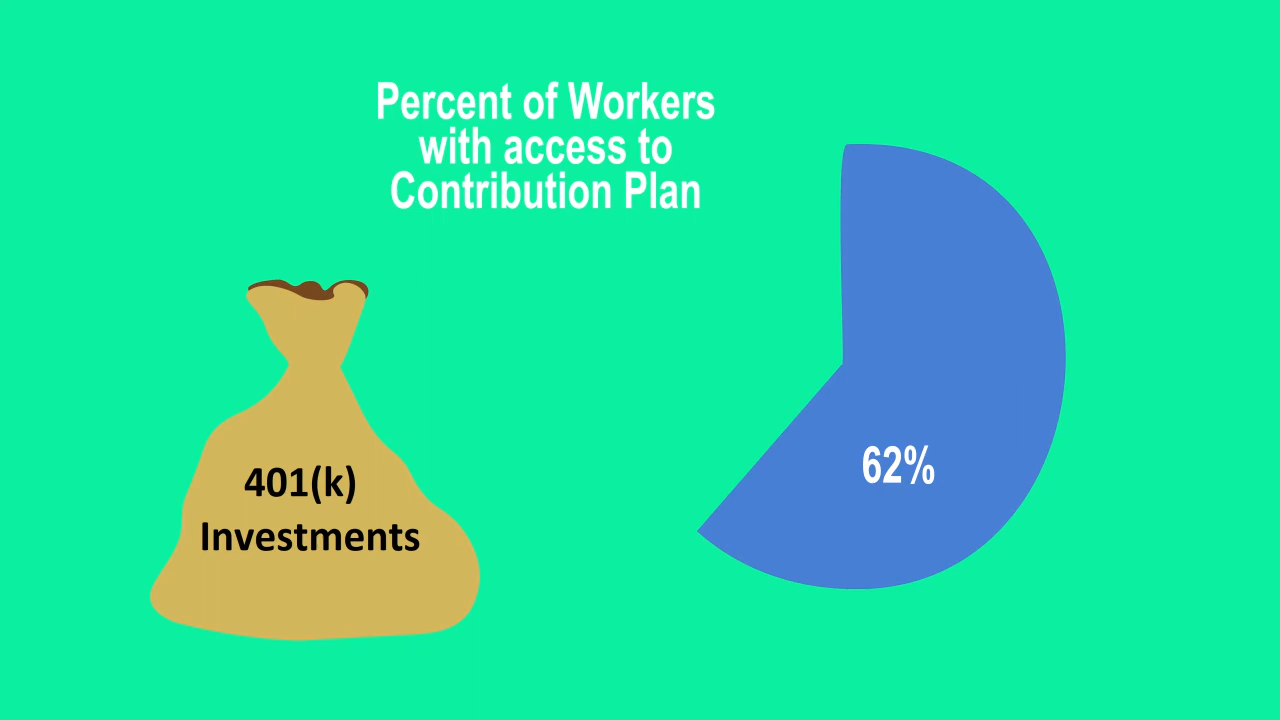 Percent of Workers
with access to
Contribution Plan
401(k)
Investments
62%